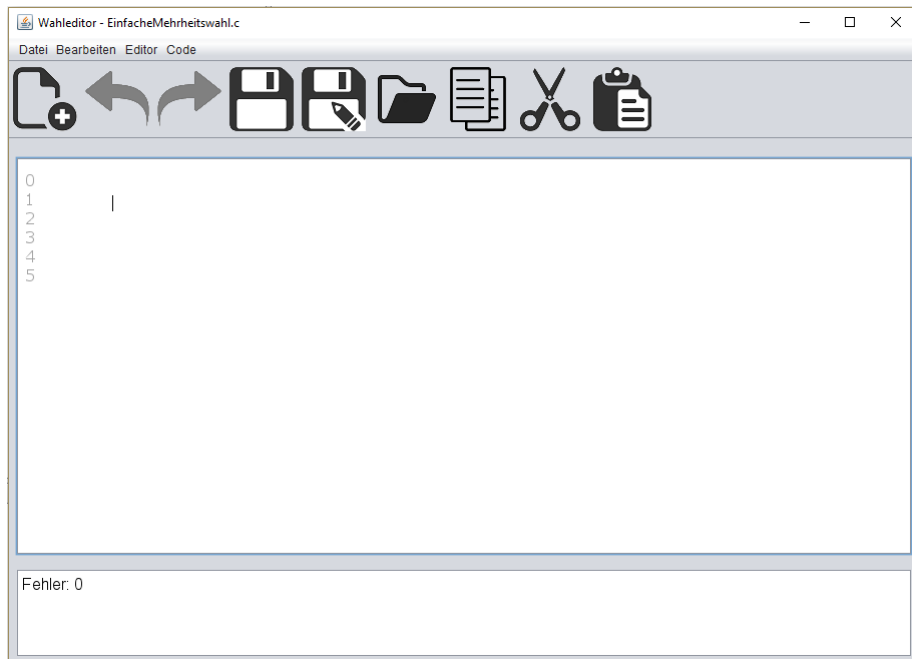 Wahleditor - EinfacheMehrheitswahl.c
Datei Bearbeiten Editor Code
0
1
2
3
4
5
Fehler: 0